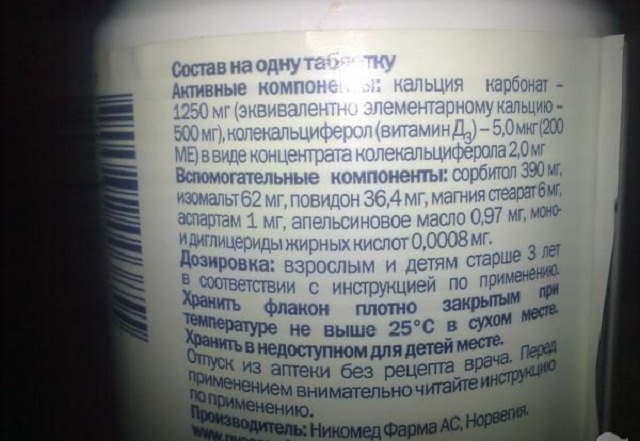 Состав на одну таблетку
Активные компоненты: кальция карбонат –
1250 мг (эквивалентно элементарному кальцию –
500 мг), колекальциферол (витамин Д3) – 5,0 мкг (200
МЕ) в виде концентрата колекальциферола 2,0 мг
Вспомогательные компоненты: сорбитол 390 мг,
изомальт 62 мг, повидон 36,4 мг, магния стеарат 6 мг,
аспартам 1 мг, апельсиновое масло 0,97 мг, моно-
и диглицериды жирных кислот 0,0008 мг.
Дозировка: взрослым и детям старше 3 лет
в соответствии с инструкцией по применению.
Хранить флакон плотно закрытым при
температуре не выше 25°С в сухом месте.
Хранить в недоступном для детей месте.
Отпуск из аптеки без рецепта врача. Перед
применением внимательно читайте инструкцию
по применению.
Производитель: Никомед Фарма АС, Норвегия.